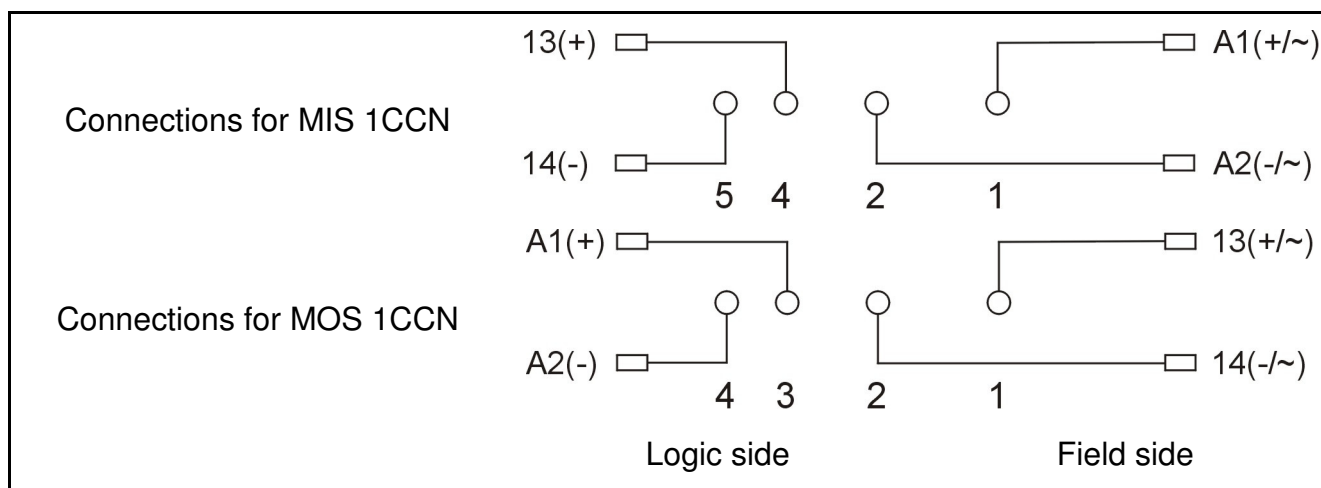 13(+) A1(+/~)
Connections for MIS 1CCN
14(-) A2(-/~)
5 4 2 1
A1(+) 13(+/~)
Connections for MOS 1CCN
A2(-) 14(-/~)
4 3 2 1
Logic side Field side